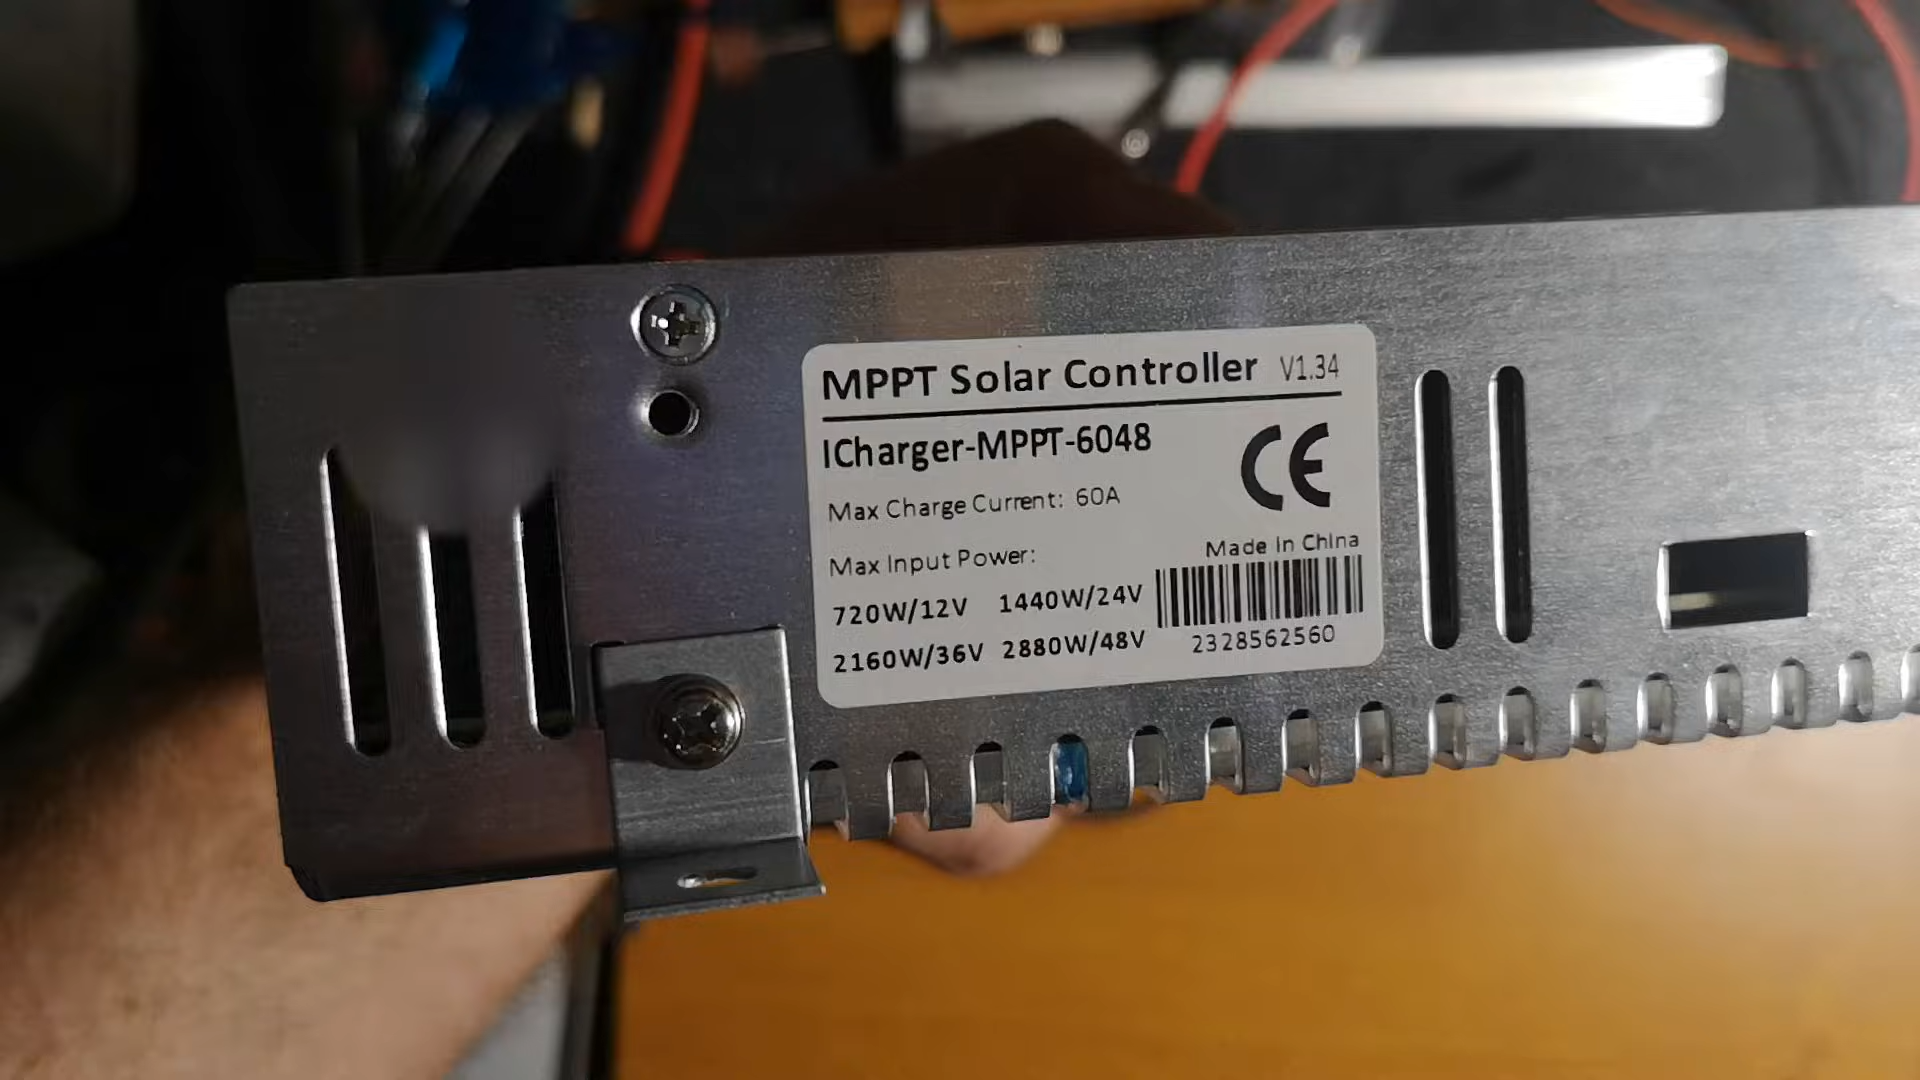 MPPT Solar Controller V1.34
ICharger-MPPT-6048
CE
Max Charge Current: 60A
Max Input Power:
Made In China
720W/12V 1440W/24V
2160W/36V 2880W/48V
2328562560